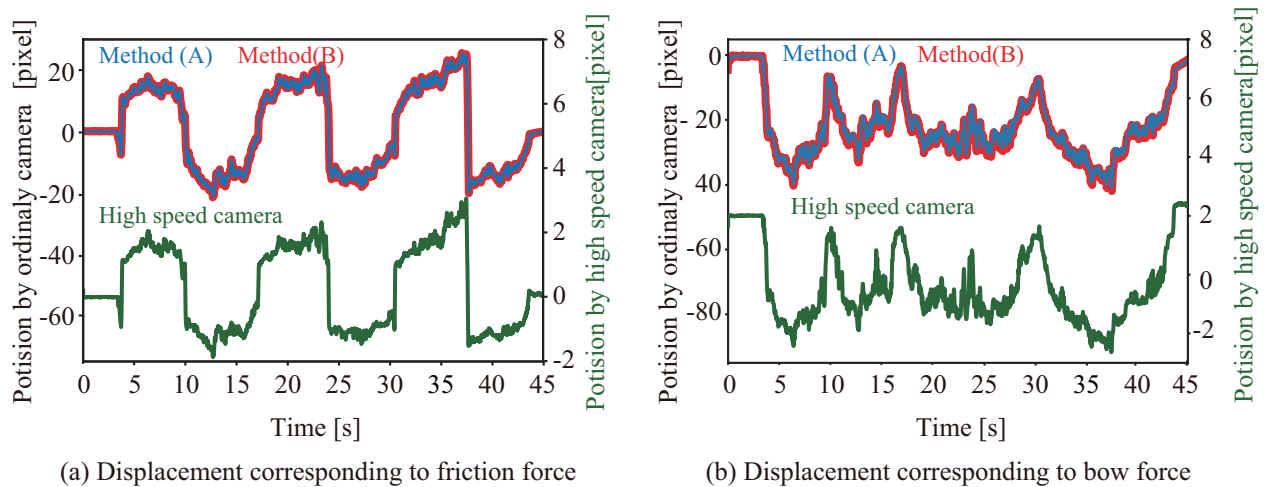 Potision by ordinaly camera [pixel]
20
0
-20
-40
-60
Method (A) Method(B)
High speed camera
8
6
4
2
0
-2
Potision by high speed camera[pixel]
0 5 10 15 20 25 30 35 40 45
Time [s]
(a) Displacement corresponding to friction force
Potision by ordinaly camera [pixel]
0
-20
-40
-60
-80
Method (A) Method(B)
High speed camera
8
6
4
2
0
-2
Potision by high speed camera[pixel]
0 5 10 15 20 25 30 35 40 45
Time [s]
(b) Displacement corresponding to bow force